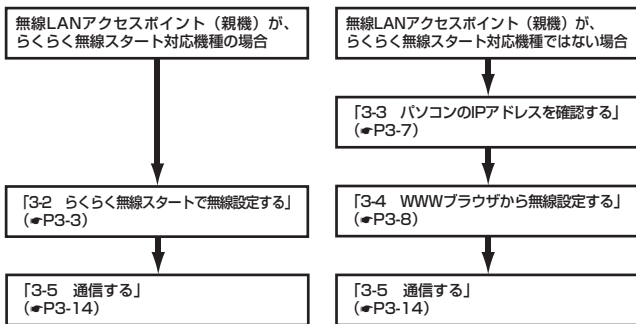 無線LANアクセスポイント（親機）が、
らくらく無線スタート対応機種の場合
「3-2　らくらく無線スタートで無線設定する」
（☛P3-3）
「3-5　通信する」
（☛P3-14）
無線LANアクセスポイント（親機）が、
らくらく無線スタート対応機種ではない場合
「3-3　パソコンのIPアドレスを確認する」
（☛P3-7）
「3-4　WWWブラウザから無線設定する」
（☛P3-8）
「3-5　通信する」
（☛P3-14）